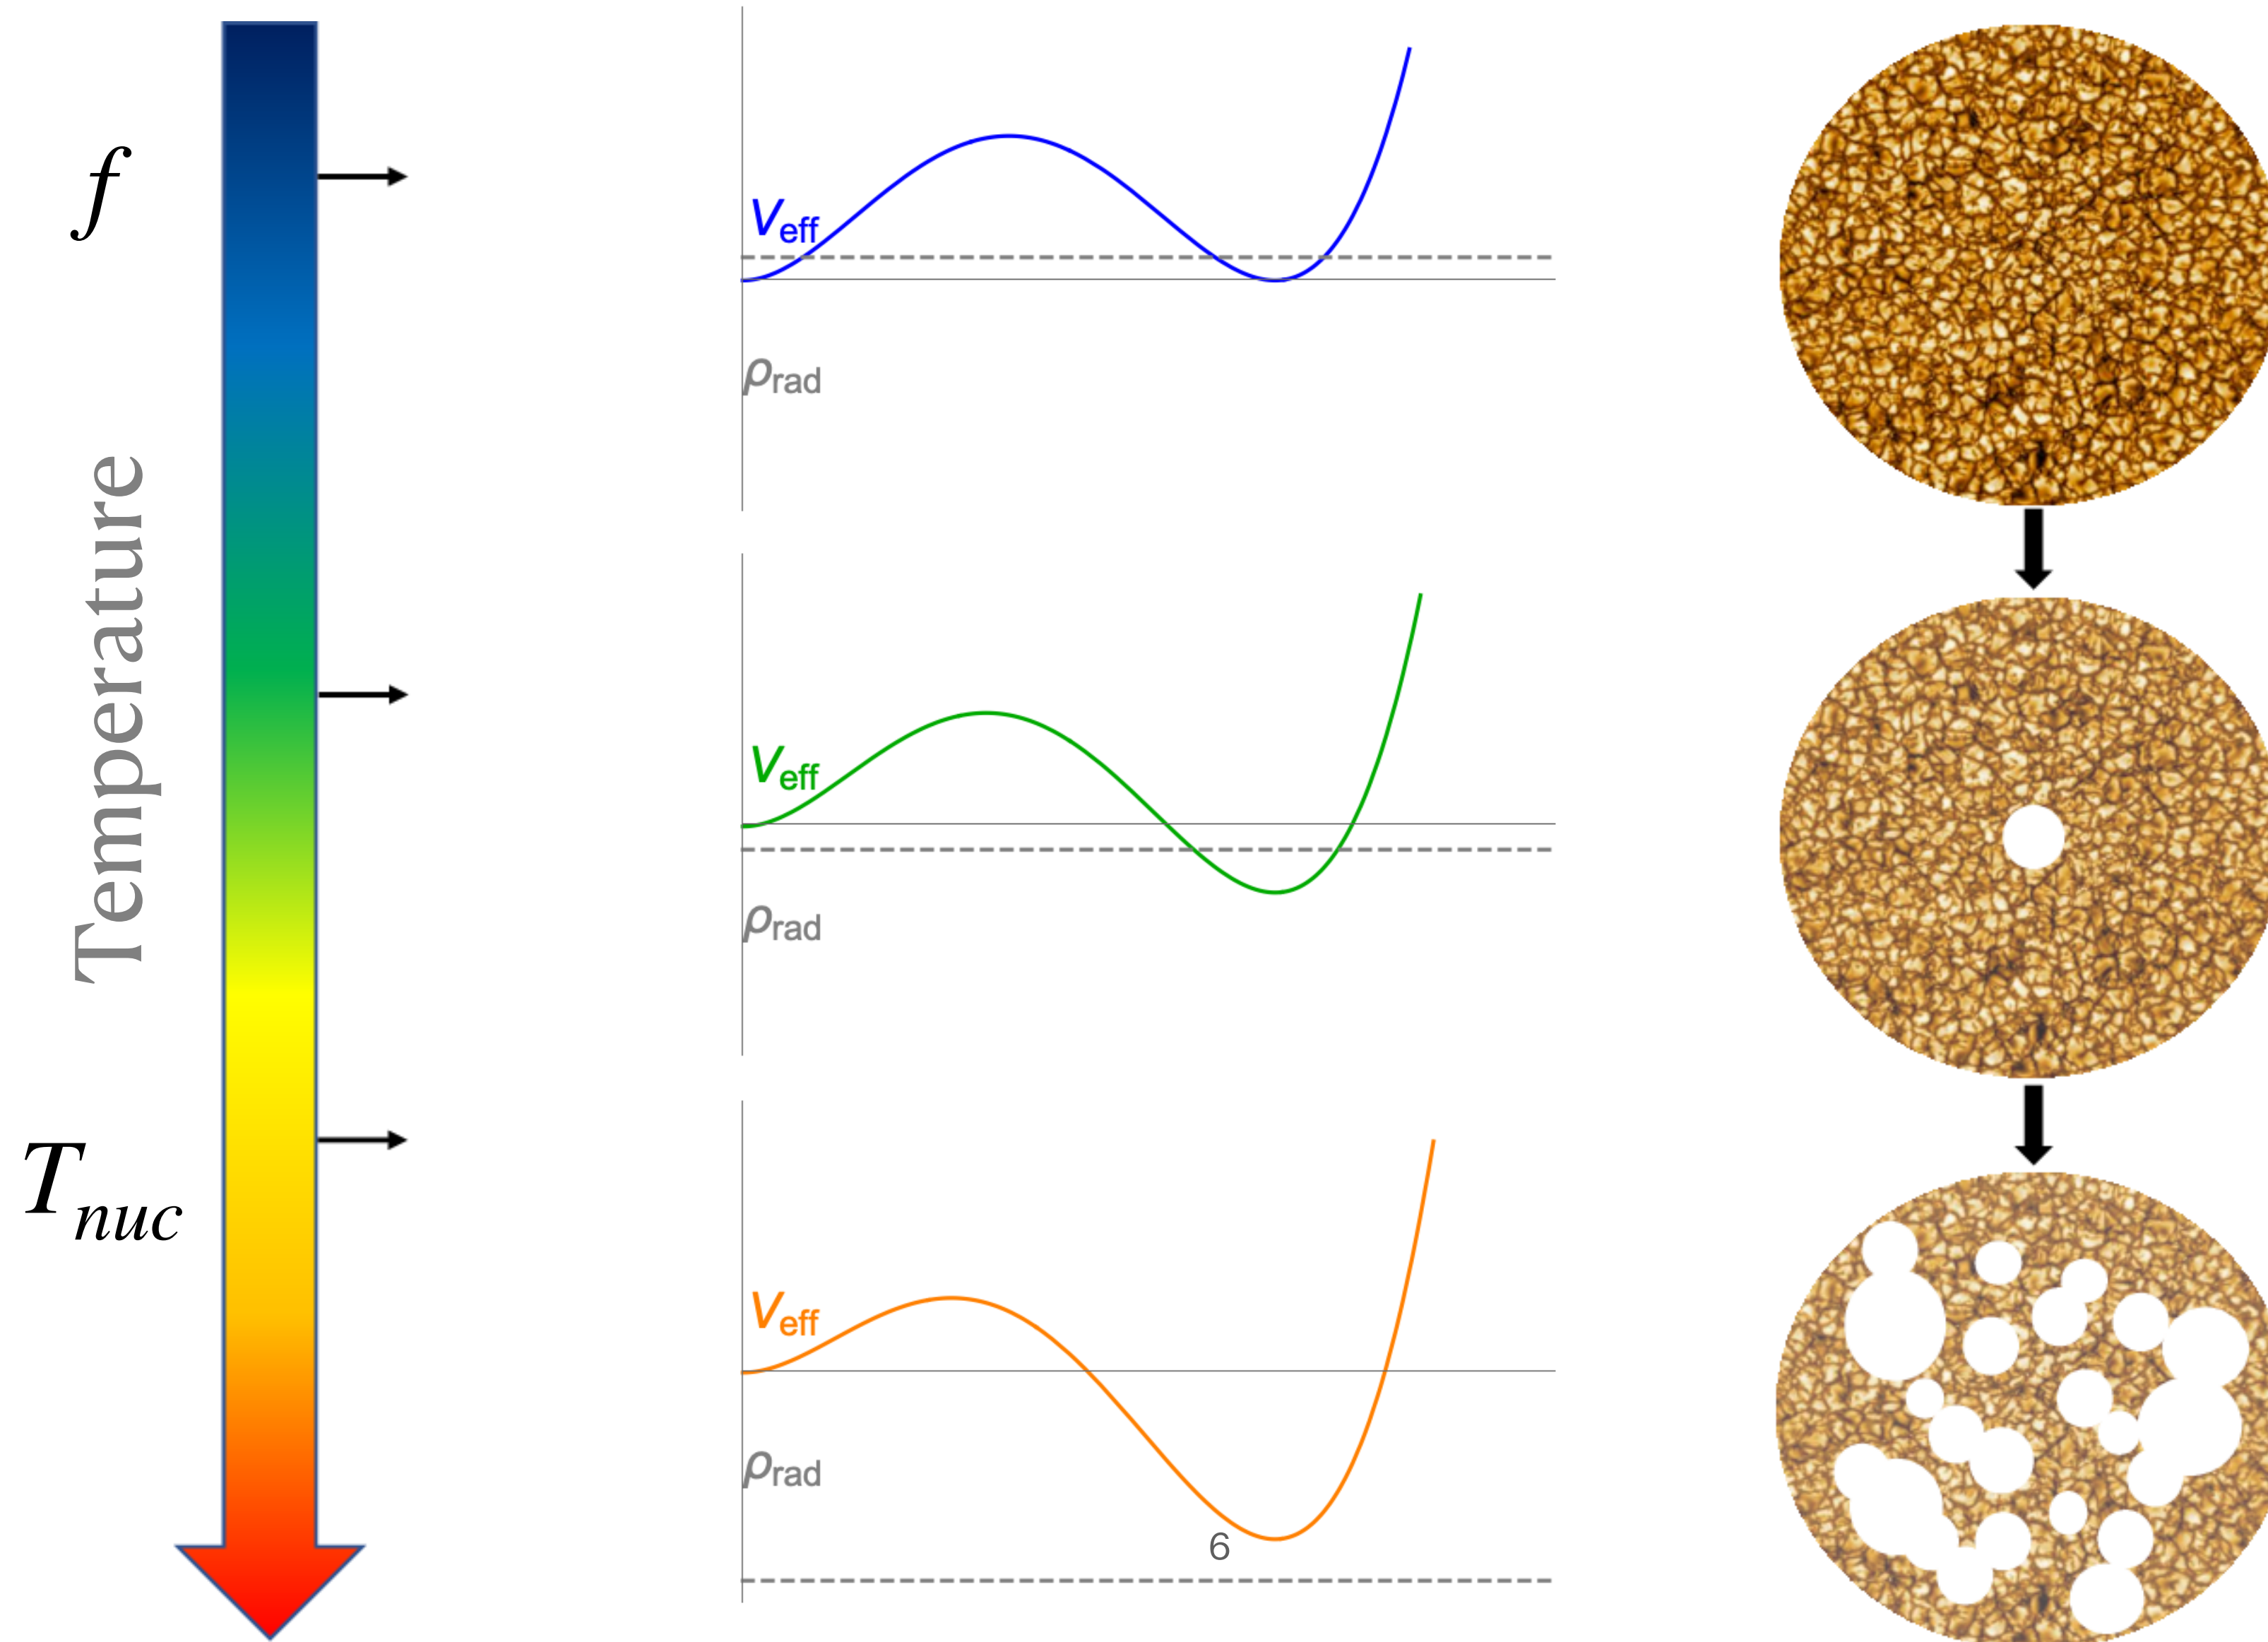 f
Temperature
T_nuc
V_eff
ρ_rad
V_eff
ρ_rad
V_eff
ρ_rad
6